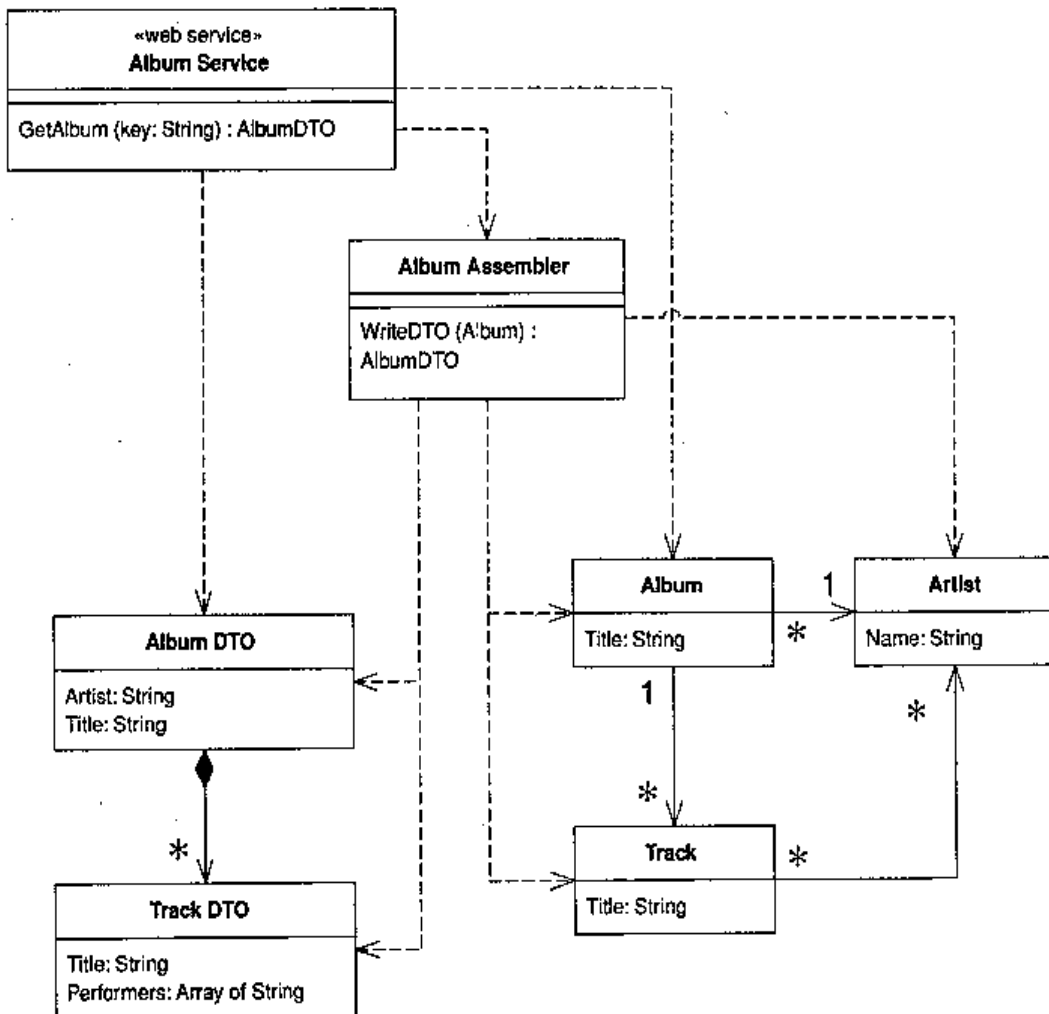 «web service»
Album Service
GetAlbum (key: String) : AlbumDTO
Album Assembler
WriteDTO (Album) :
AlbumDTO
Album
Title: String
1
*
Artist
Name: String
Album DTO
Artist: String
Title: String
1
*
*
*
Track
Title: String
*
Track DTO
Title: String
Performers: Array of String